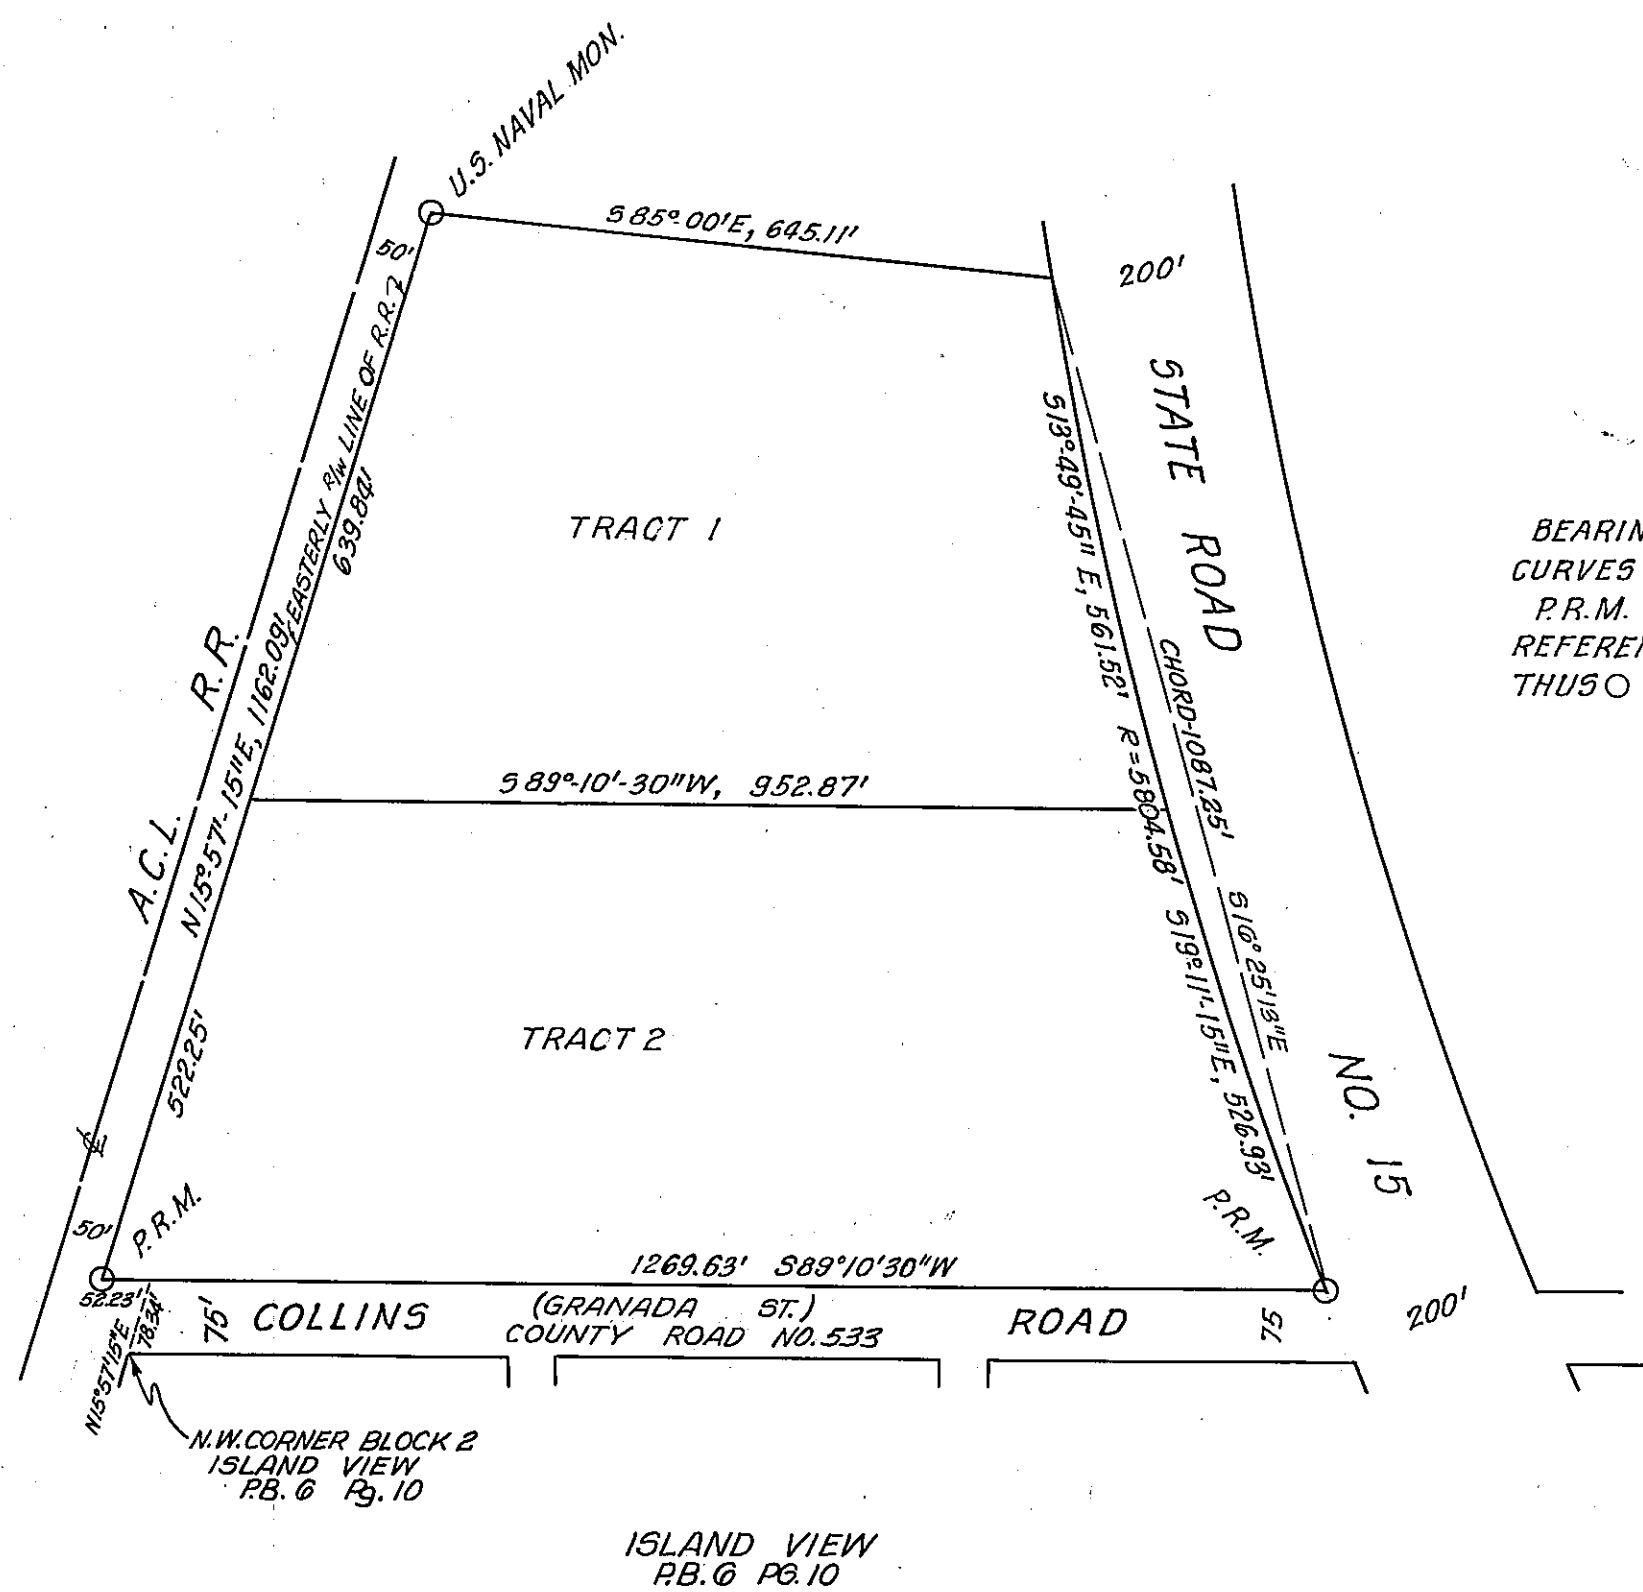 U.S. NAVAL MON.
S85°-00'E, 645.11'
50'
200'
EASTERLY R/W LINE OF R.R.
639.84'
N15°-57'-15"E, 1162.09'
A.C.L. R.R.
TRACT 1
STATE ROAD NO. 15
S13°-49'-45" E, 561.52'
R=5804.58'
CHORD-1087.25'
S16°25'13"E
S19°-11'-15"E, 526.93'
BEARIN
CURVES
P.R.M.
REFEREN
THUS O
S89°-10'-30"W, 952.87'
522.25'
TRACT 2
℄
50'
P.R.M.
P.R.M.
1269.63' S89°10'30"W
52.23'
78.34'
N15°57'15"E
75'
COLLINS (GRANADA ST.) ROAD
COUNTY ROAD NO.533
75'
200'
N.W.CORNER BLOCK 2
ISLAND VIEW
P.B. 6 Pg. 10
ISLAND VIEW
P.B. 6 PG. 10